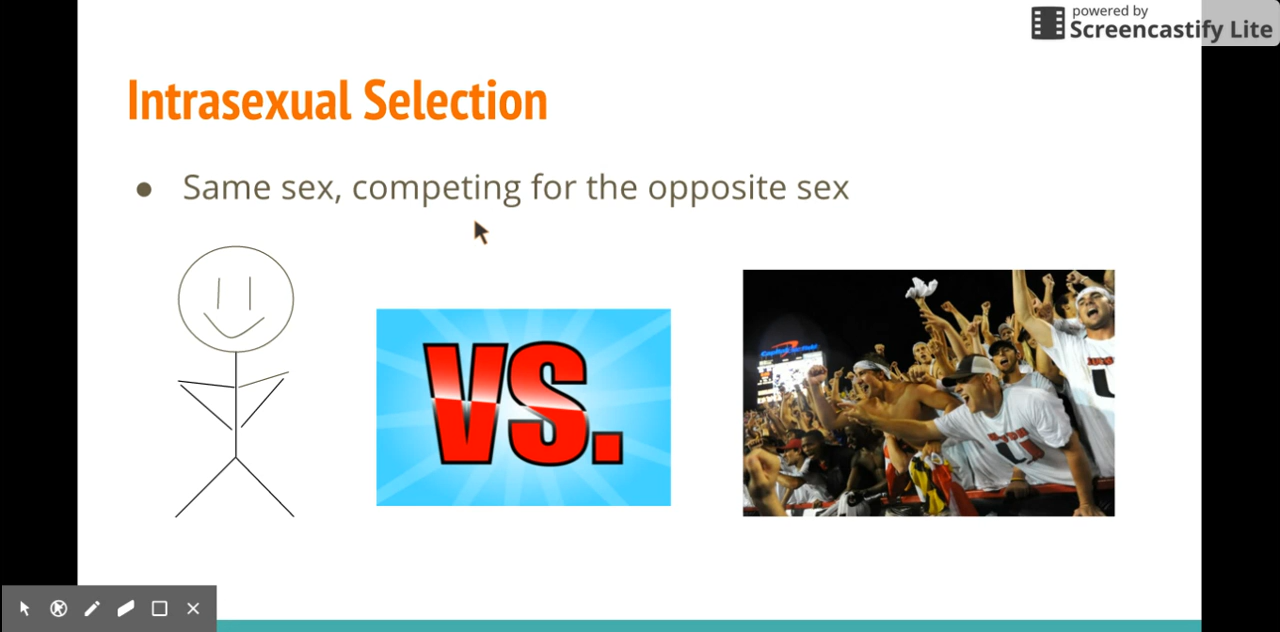 powered by
Screencastify Lite
Intrasexual Selection
● Same sex, competing for the opposite sex
VS.